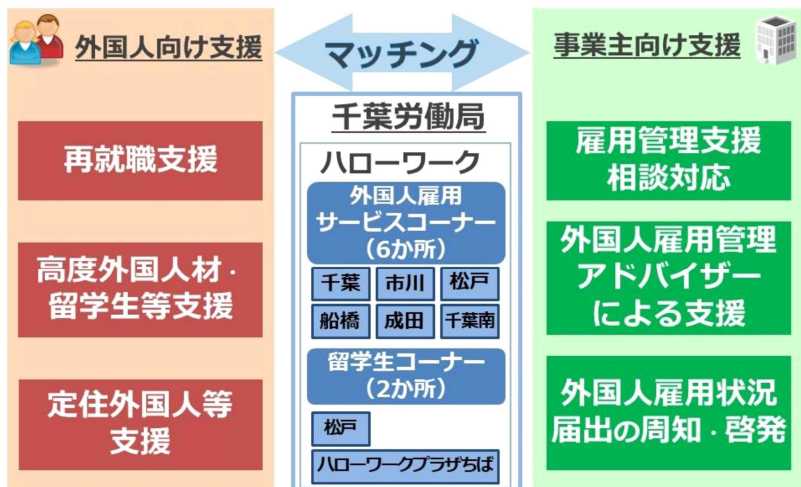 外国人向け支援
再就職支援
高度外国人材・
留学生等支援
定住外国人等
支援
マッチング
千葉労働局
ハローワーク
外国人雇用
サービスコーナー
（6か所）
千葉
市川
松戸
船橋
成田
千葉南
留学生コーナー
（2か所）
松戸
ハローワークプラザちば
事業主向け支援
雇用管理支援
相談対応
外国人雇用管理
アドバイザー
による支援
外国人雇用状況
届出の周知・啓発